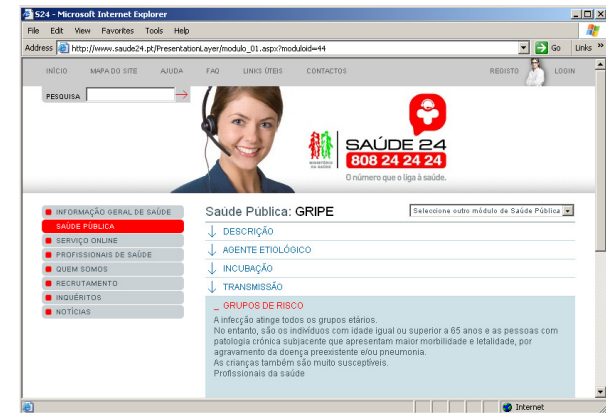 S24 - Microsoft Internet Explorer
File Edit View Favorites Tools Help
Address http://www.saude24.pt/PresentationLayer/modulo_01.aspx?moduloid=44 Go Links »
INÍCIO MAPA DO SITE AJUDA FAQ LINKS ÚTEIS CONTACTOS REGISTO LOGIN
PESQUISA
MINISTÉRIO DA SAÚDE
SAÚDE 24
808 24 24 24
O número que o liga à saúde.
INFORMAÇÃO GERAL DE SAÚDE
SAÚDE PÚBLICA
SERVIÇO ONLINE
PROFISSIONAIS DE SAÚDE
QUEM SOMOS
RECRUTAMENTO
INQUÉRITOS
NOTÍCIAS
Saúde Pública: GRIPE
Seleccione outro módulo de Saúde Pública
DESCRIÇÃO
AGENTE ETIOLÓGICO
INCUBAÇÃO
TRANSMISSÃO
_ GRUPOS DE RISCO
A infecção atinge todos os grupos etários.
No entanto, são os indivíduos com idade igual ou superior a 65 anos e as pessoas com
patologia crónica subjacente que apresentam maior morbilidade e letalidade, por
agravamento da doença preexistente e/ou pneumonia.
As crianças também são muito susceptíveis.
Profissionais da saúde
Internet